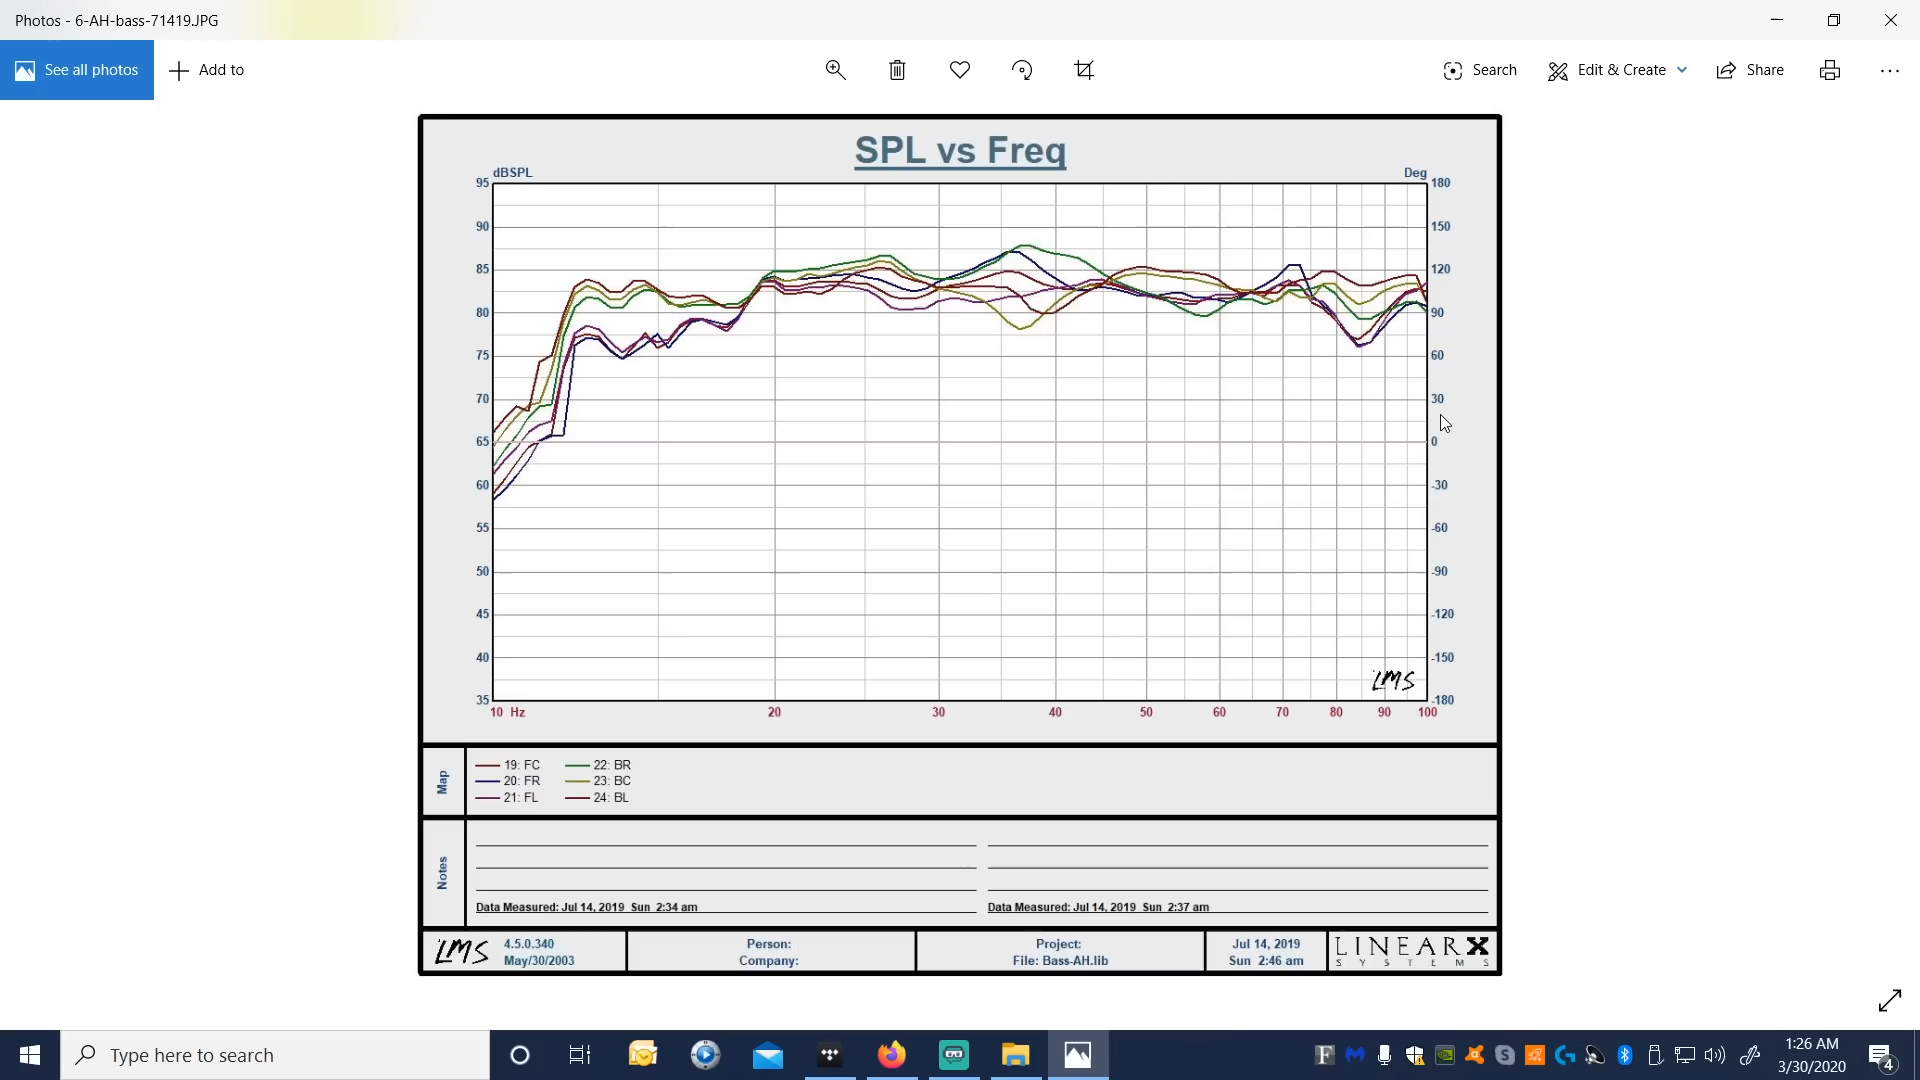 Photos - 6-AH-bass-71419.JPG
See all photos
Add to
Search
Edit & Create
Share
SPL vs Freq
dBSPL
Deg
95
90
85
80
75
70
65
60
55
50
45
40
35
180
150
120
90
60
30
0
-30
-60
-90
-120
-150
-180
LMS
10 Hz 20 30 40 50 60 70 80 90 100
Map
19: FC 22: BR
20: FR 23: BC
21: FL 24: BL
Notes
Data Measured: Jul 14, 2019 Sun 2:34 am
Data Measured: Jul 14, 2019 Sun 2:37 am
LMS
4.5.0.340
May/30/2003
Person:
Company:
Project:
File: Bass-AH.lib
Jul 14, 2019
Sun 2:46 am
LINEARX
SYSTEMS
Type here to search
1:26 AM
3/30/2020
4